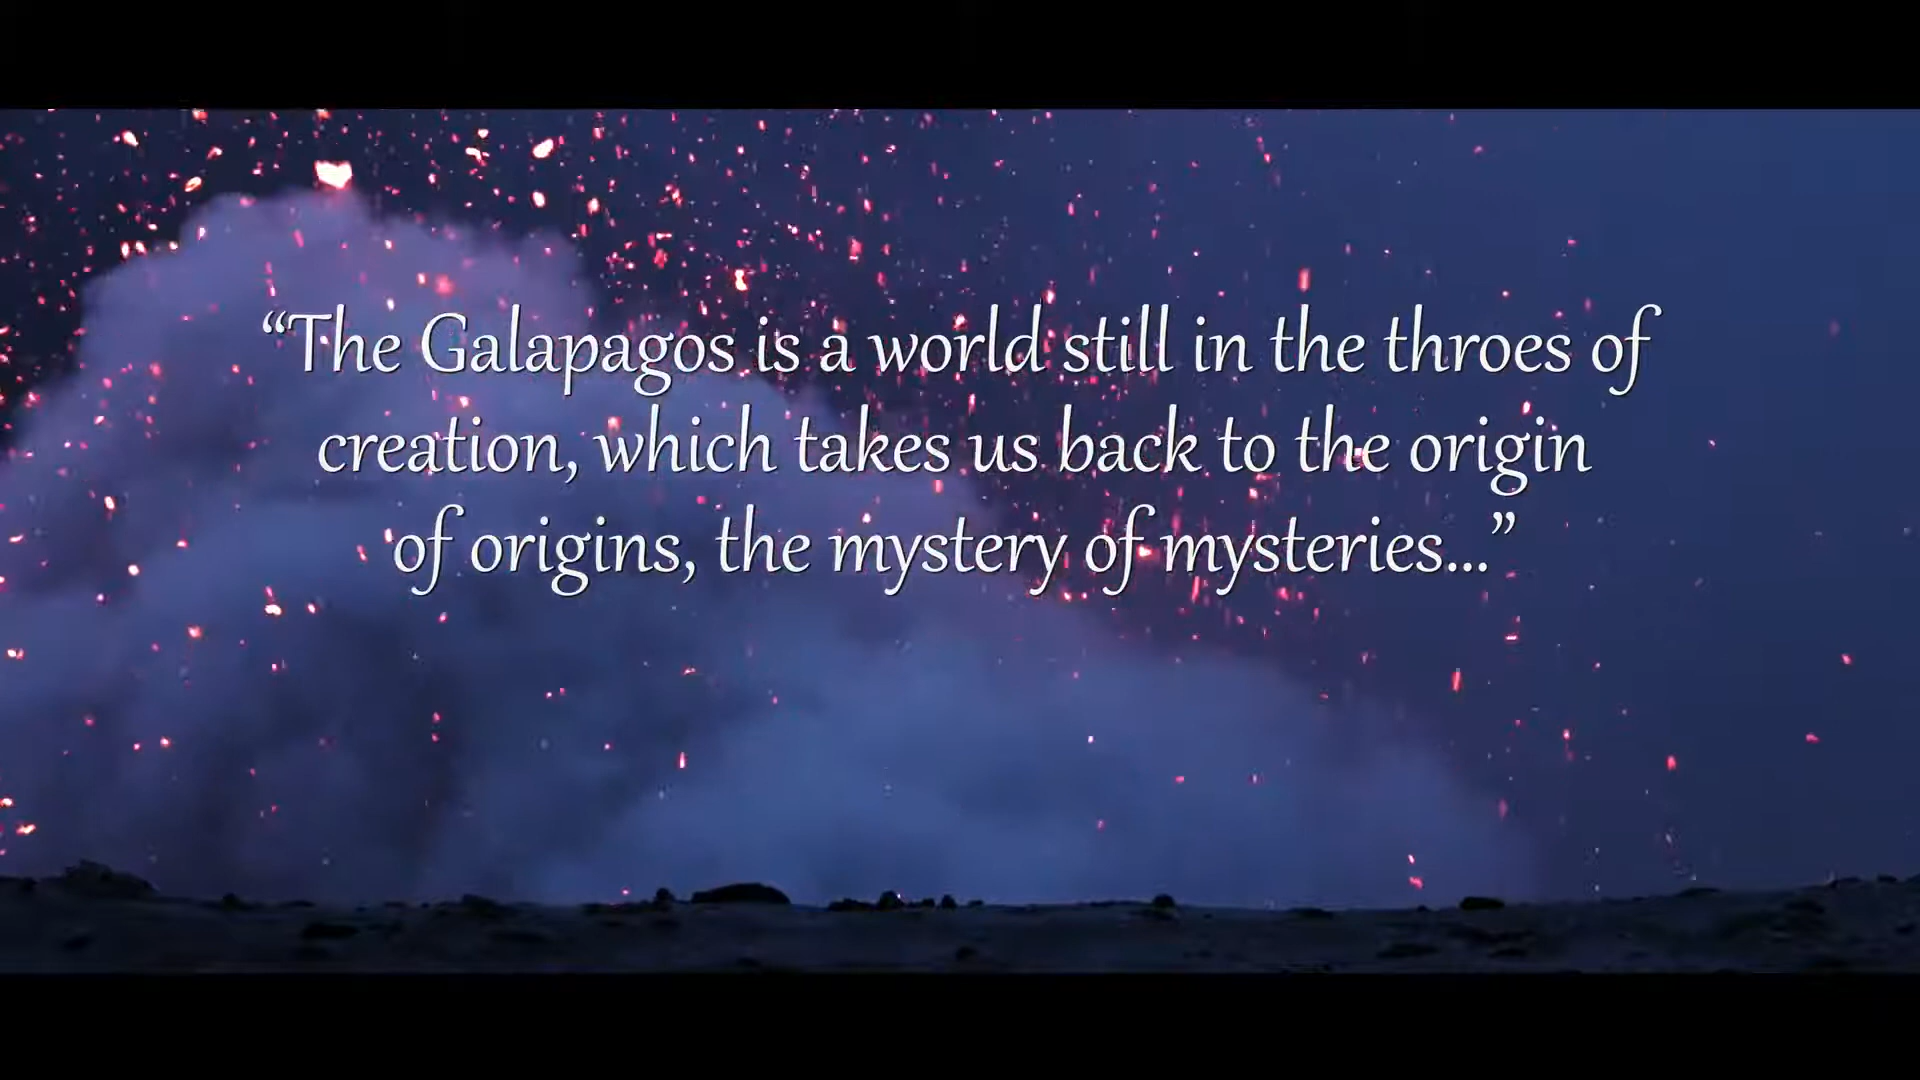 “The Galapagos is a world still in the throes of
creation, which takes us back to the origin
of origins, the mystery of mysteries...”